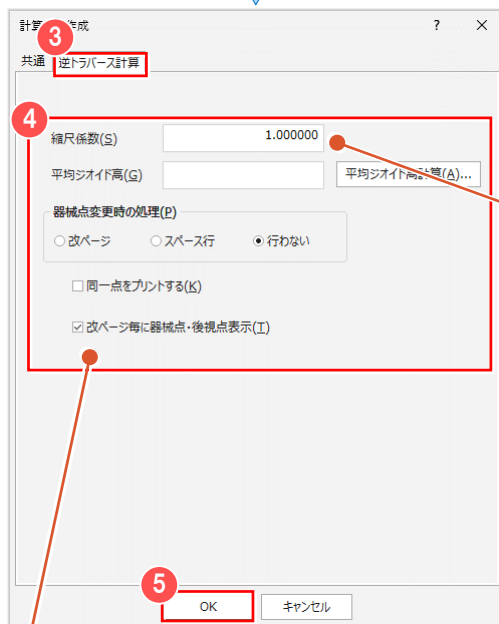 計算 作成 ? ×
3
共通 逆トラバース計算
4
縮尺係数(S) 1.000000
平均ジオイド高(G) 平均ジオイド高計算(A)...
器械点変更時の処理(P)
改ページ スペース行 行わない
同一点をプリントする(K)
改ページ毎に器械点・後視点表示(T)
5
OK キャンセル